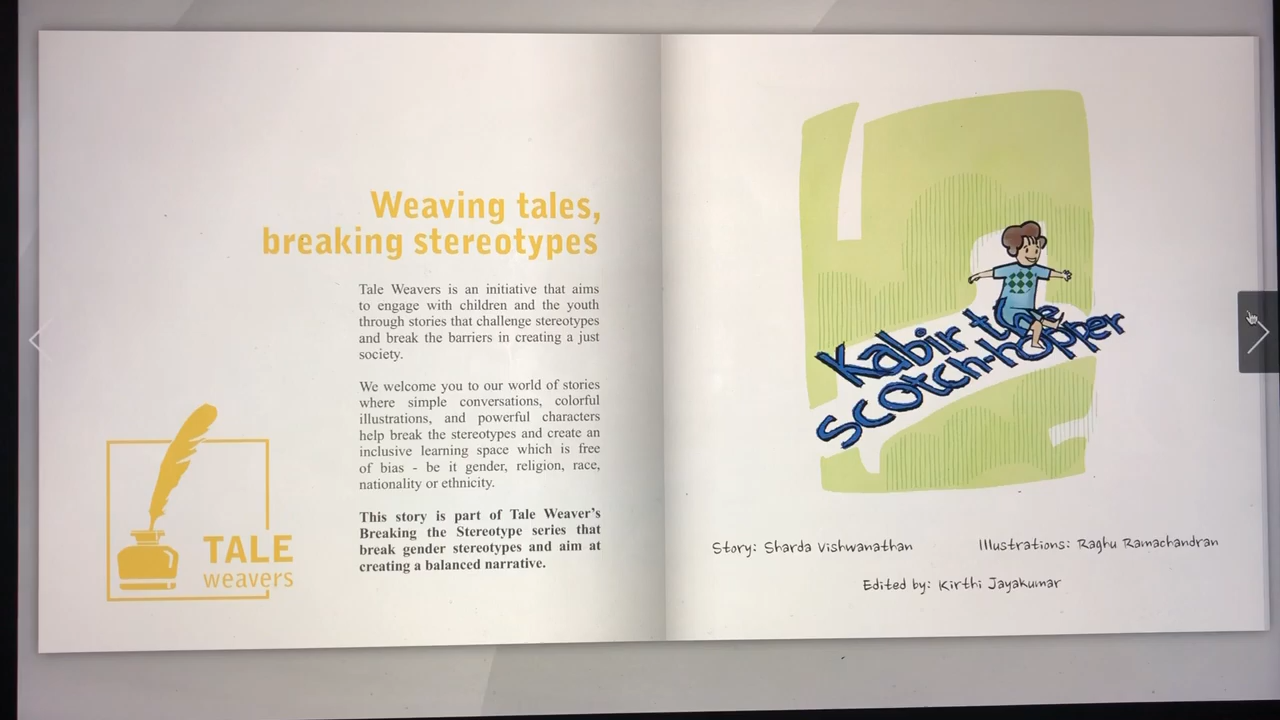 Weaving tales,
breaking stereotypes
Tale Weavers is an initiative that aims
to engage with children and the youth
through stories that challenge stereotypes
and break the barriers in creating a just
society.
We welcome you to our world of stories
where simple conversations, colorful
illustrations, and powerful characters
help break the stereotypes and create an
inclusive learning space which is free
of bias - be it gender, religion, race,
nationality or ethnicity.
This story is part of Tale Weaver's
Breaking the Stereotype series that
break gender stereotypes and aim at
creating a balanced narrative.
TALE
weavers
Kabir the
Scotch-hopper
Story: Sharda Vishwanathan
Illustrations: Raghu Ramachandran
Edited by: Kirthi Jayakumar